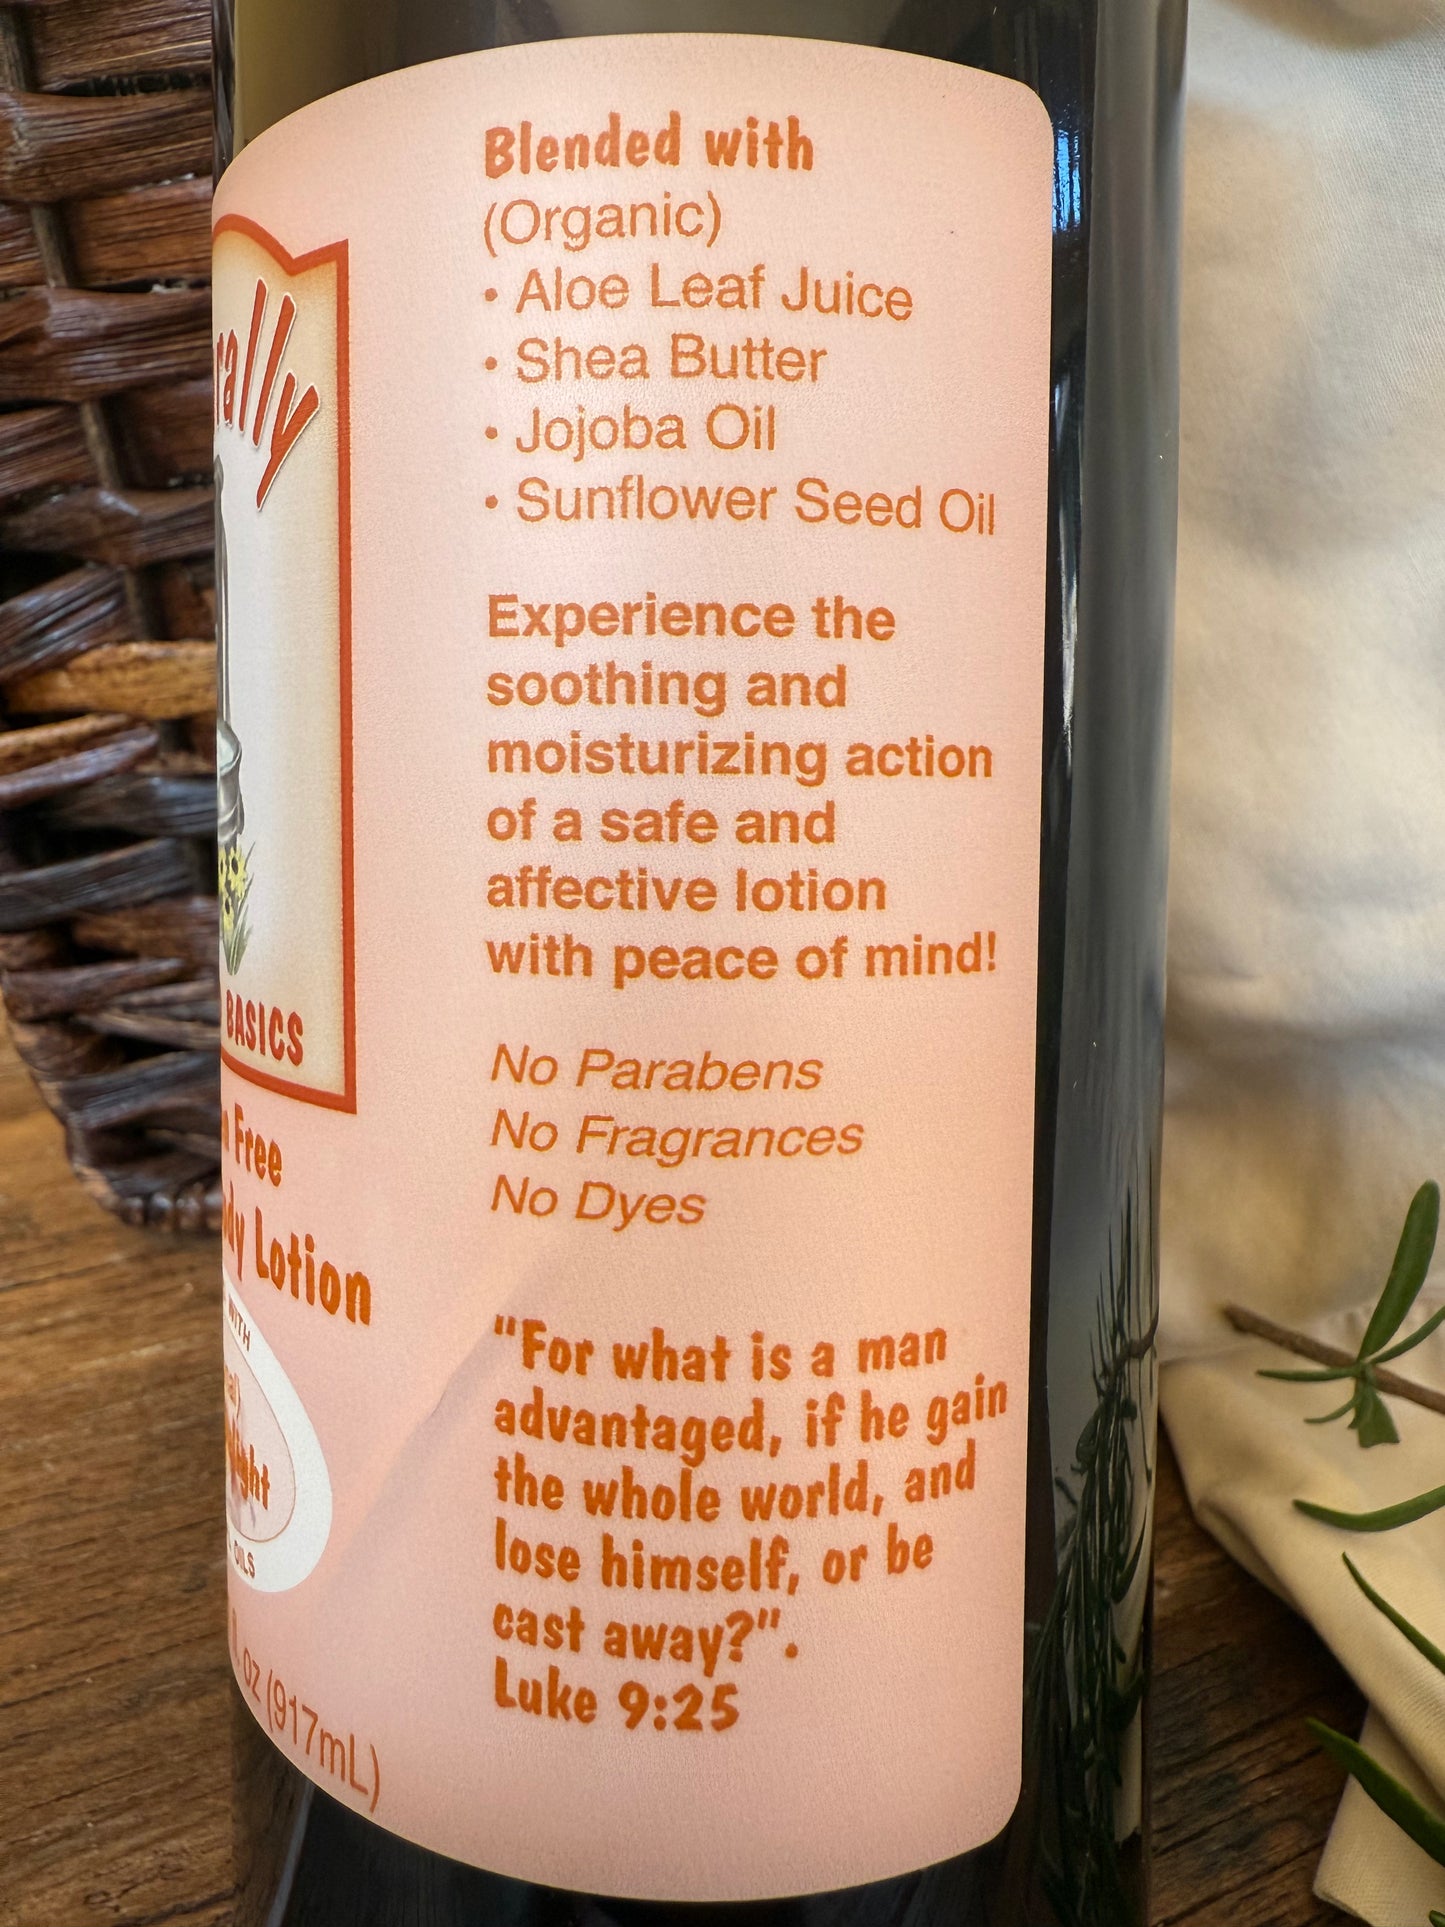 Blended with
(Organic)
• Aloe Leaf Juice
• Shea Butter
• Jojoba Oil
• Sunflower Seed Oil
Experience the
soothing and
moisturizing action
of a safe and
affective lotion
with peace of mind!
No Parabens
No Fragrances
No Dyes
"For what is a man
advantaged, if he gain
the whole world, and
lose himself, or be
cast away?".
Luke 9:25
BASICS
Free
Lotion
WITH
OILS
oz (917mL)